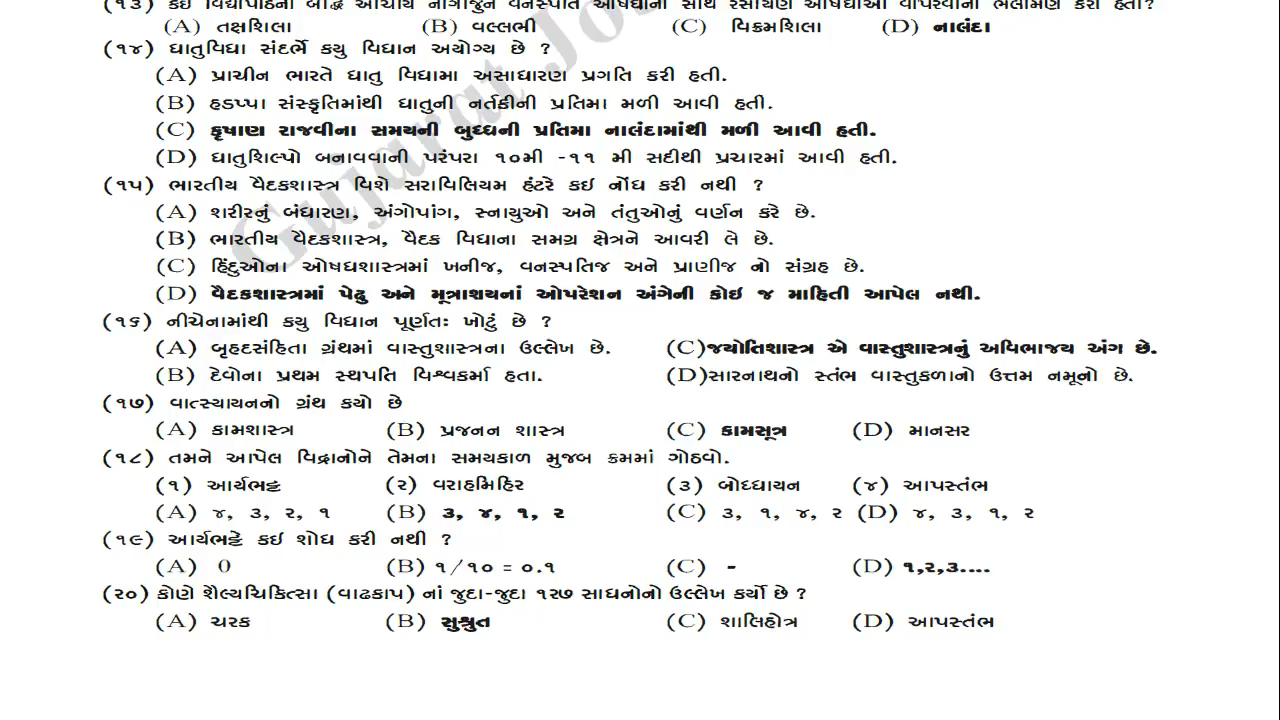 (૧૩) કઇ વિદ્યાપીઠના બૌદ્ધ આચાર્ય નાગાર્જુને વનસ્પતિ ઔષધીની સાથે રસાયણ ઔષધીઓ વાપરવાની ભલામણ કરી હતી?
(A) તક્ષશિલા (B) વલ્લભી (C) વિક્રમશિલા (D) નાલંદા
(૧૪) ધાતુવિધા સંદર્ભે કયુ વિધાન અયોગ્ય છે ?
(A) પ્રાચીન ભારતે ધાતુ વિધામા અસાધારણ પ્રગતિ કરી હતી.
(B) હડપ્પા સંસ્કૃતિમાંથી ધાતુની નર્તકીની પ્રતિમા મળી આવી હતી.
(C) કૃષાણ રાજવીના સમયની બુધ્ધની પ્રતિમા નાલંદામાંથી મળી આવી હતી.
(D) ધાતુશિલ્પો બનાવવાની પરંપરા ૧૦મી -૧૧ મી સદીથી પ્રચારમાં આવી હતી.
(૧૫) ભારતીય વૈદકશાસ્ત્ર વિશે સરાવિલિયમ હંટરે કઇ નોંધ કરી નથી ?
(A) શરીરનું બંધારણ, અંગોપાંગ, સ્નાયુઓ અને તંતુઓનું વર્ણન કરે છે.
(B) ભારતીય વૈદકશાસ્ત્ર, વૈદક વિધાના સમગ્ર ક્ષેત્રને આવરી લે છે.
(C) હિંદુઓના ઓષધશાસ્ત્રમાં ખનીજ, વનસ્પતિજ અને પ્રાણીજ નો સંગ્રહ છે.
(D) વૈદકશાસ્ત્રમાં પેઢુ અને મૂત્રાશયનાં ઓપરેશન અંગેની કોઇ જ માહિતી આપેલ નથી.
(૧૬) નીચેનામાંથી કયુ વિધાન પૂર્ણતઃ ખોટું છે ?
(A) બૃહદસંહિતા ગ્રંથમાં વાસ્તુશાસ્ત્રના ઉલ્લેખ છે. (C)જ્યોતિશાસ્ત્ર એ વાસ્તુશાસ્ત્રનું અવિભાજય અંગ છે.
(B) દેવોના પ્રથમ સ્થપતિ વિશ્વકર્મા હતા. (D)સારનાથનો સ્તંભ વાસ્તુકળાનો ઉત્તમ નમૂનો છે.
(૧૭) વાત્સ્યાયનનો ગ્રંથ કયો છે
(A) કામશાસ્ત્ર (B) પ્રજનન શાસ્ત્ર (C) કામસૂત્ર (D) માનસર
(૧૮) તમને આપેલ વિદ્વાનોને તેમના સમયકાળ મુજબ ક્રમમાં ગોઠવો.
(૧) આર્યભટ્ટ (૨) વરાહમિહિર (૩) બોધ્ધાયન (૪) આપસ્તંભ
(A) ૪, ૩, ૨, ૧ (B) ૩, ૪, ૧, ૨ (C) ૩, ૧, ૪, ૨ (D) ૪, ૩, ૧, ૨
(૧૯) આર્યભટ્ટે કઇ શોધ કરી નથી ?
(A) 0 (B) ૧/૧૦ = ૦.૧ (C) - (D) ૧,૨,૩....
(૨૦) કોણે શૈલ્યચિકિત્સા (વાઢકાપ) નાં જુદા-જુદા ૧૨૭ સાધનોનો ઉલ્લેખ કર્યો છે ?
(A) ચરક (B) સુશ્રુત (C) શાલિહોત્ર (D) આપસ્તંભ
Gujarat Jo